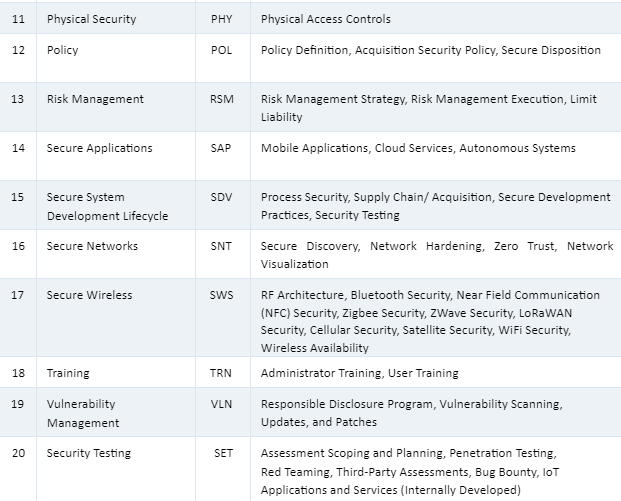 11 Physical Security PHY Physical Access Controls
12 Policy POL Policy Definition, Acquisition Security Policy, Secure Disposition
13 Risk Management RSM Risk Management Strategy, Risk Management Execution, Limit
Liability
14 Secure Applications SAP Mobile Applications, Cloud Services, Autonomous Systems
15 Secure System SDV Process Security, Supply Chain/ Acquisition, Secure Development
Development Lifecycle Practices, Security Testing
16 Secure Networks SNT Secure Discovery, Network Hardening, Zero Trust, Network
Visualization
17 Secure Wireless SWS RF Architecture, Bluetooth Security, Near Field Communication
(NFC) Security, Zigbee Security, ZWave Security, LoRaWAN
Security, Cellular Security, Satellite Security, WiFi Security,
Wireless Availability
18 Training TRN Administrator Training, User Training
19 Vulnerability VLN Responsible Disclosure Program, Vulnerability Scanning,
Management Updates, and Patches
20 Security Testing SET Assessment Scoping and Planning, Penetration Testing,
Red Teaming, Third-Party Assessments, Bug Bounty, IoT
Applications and Services (Internally Developed)